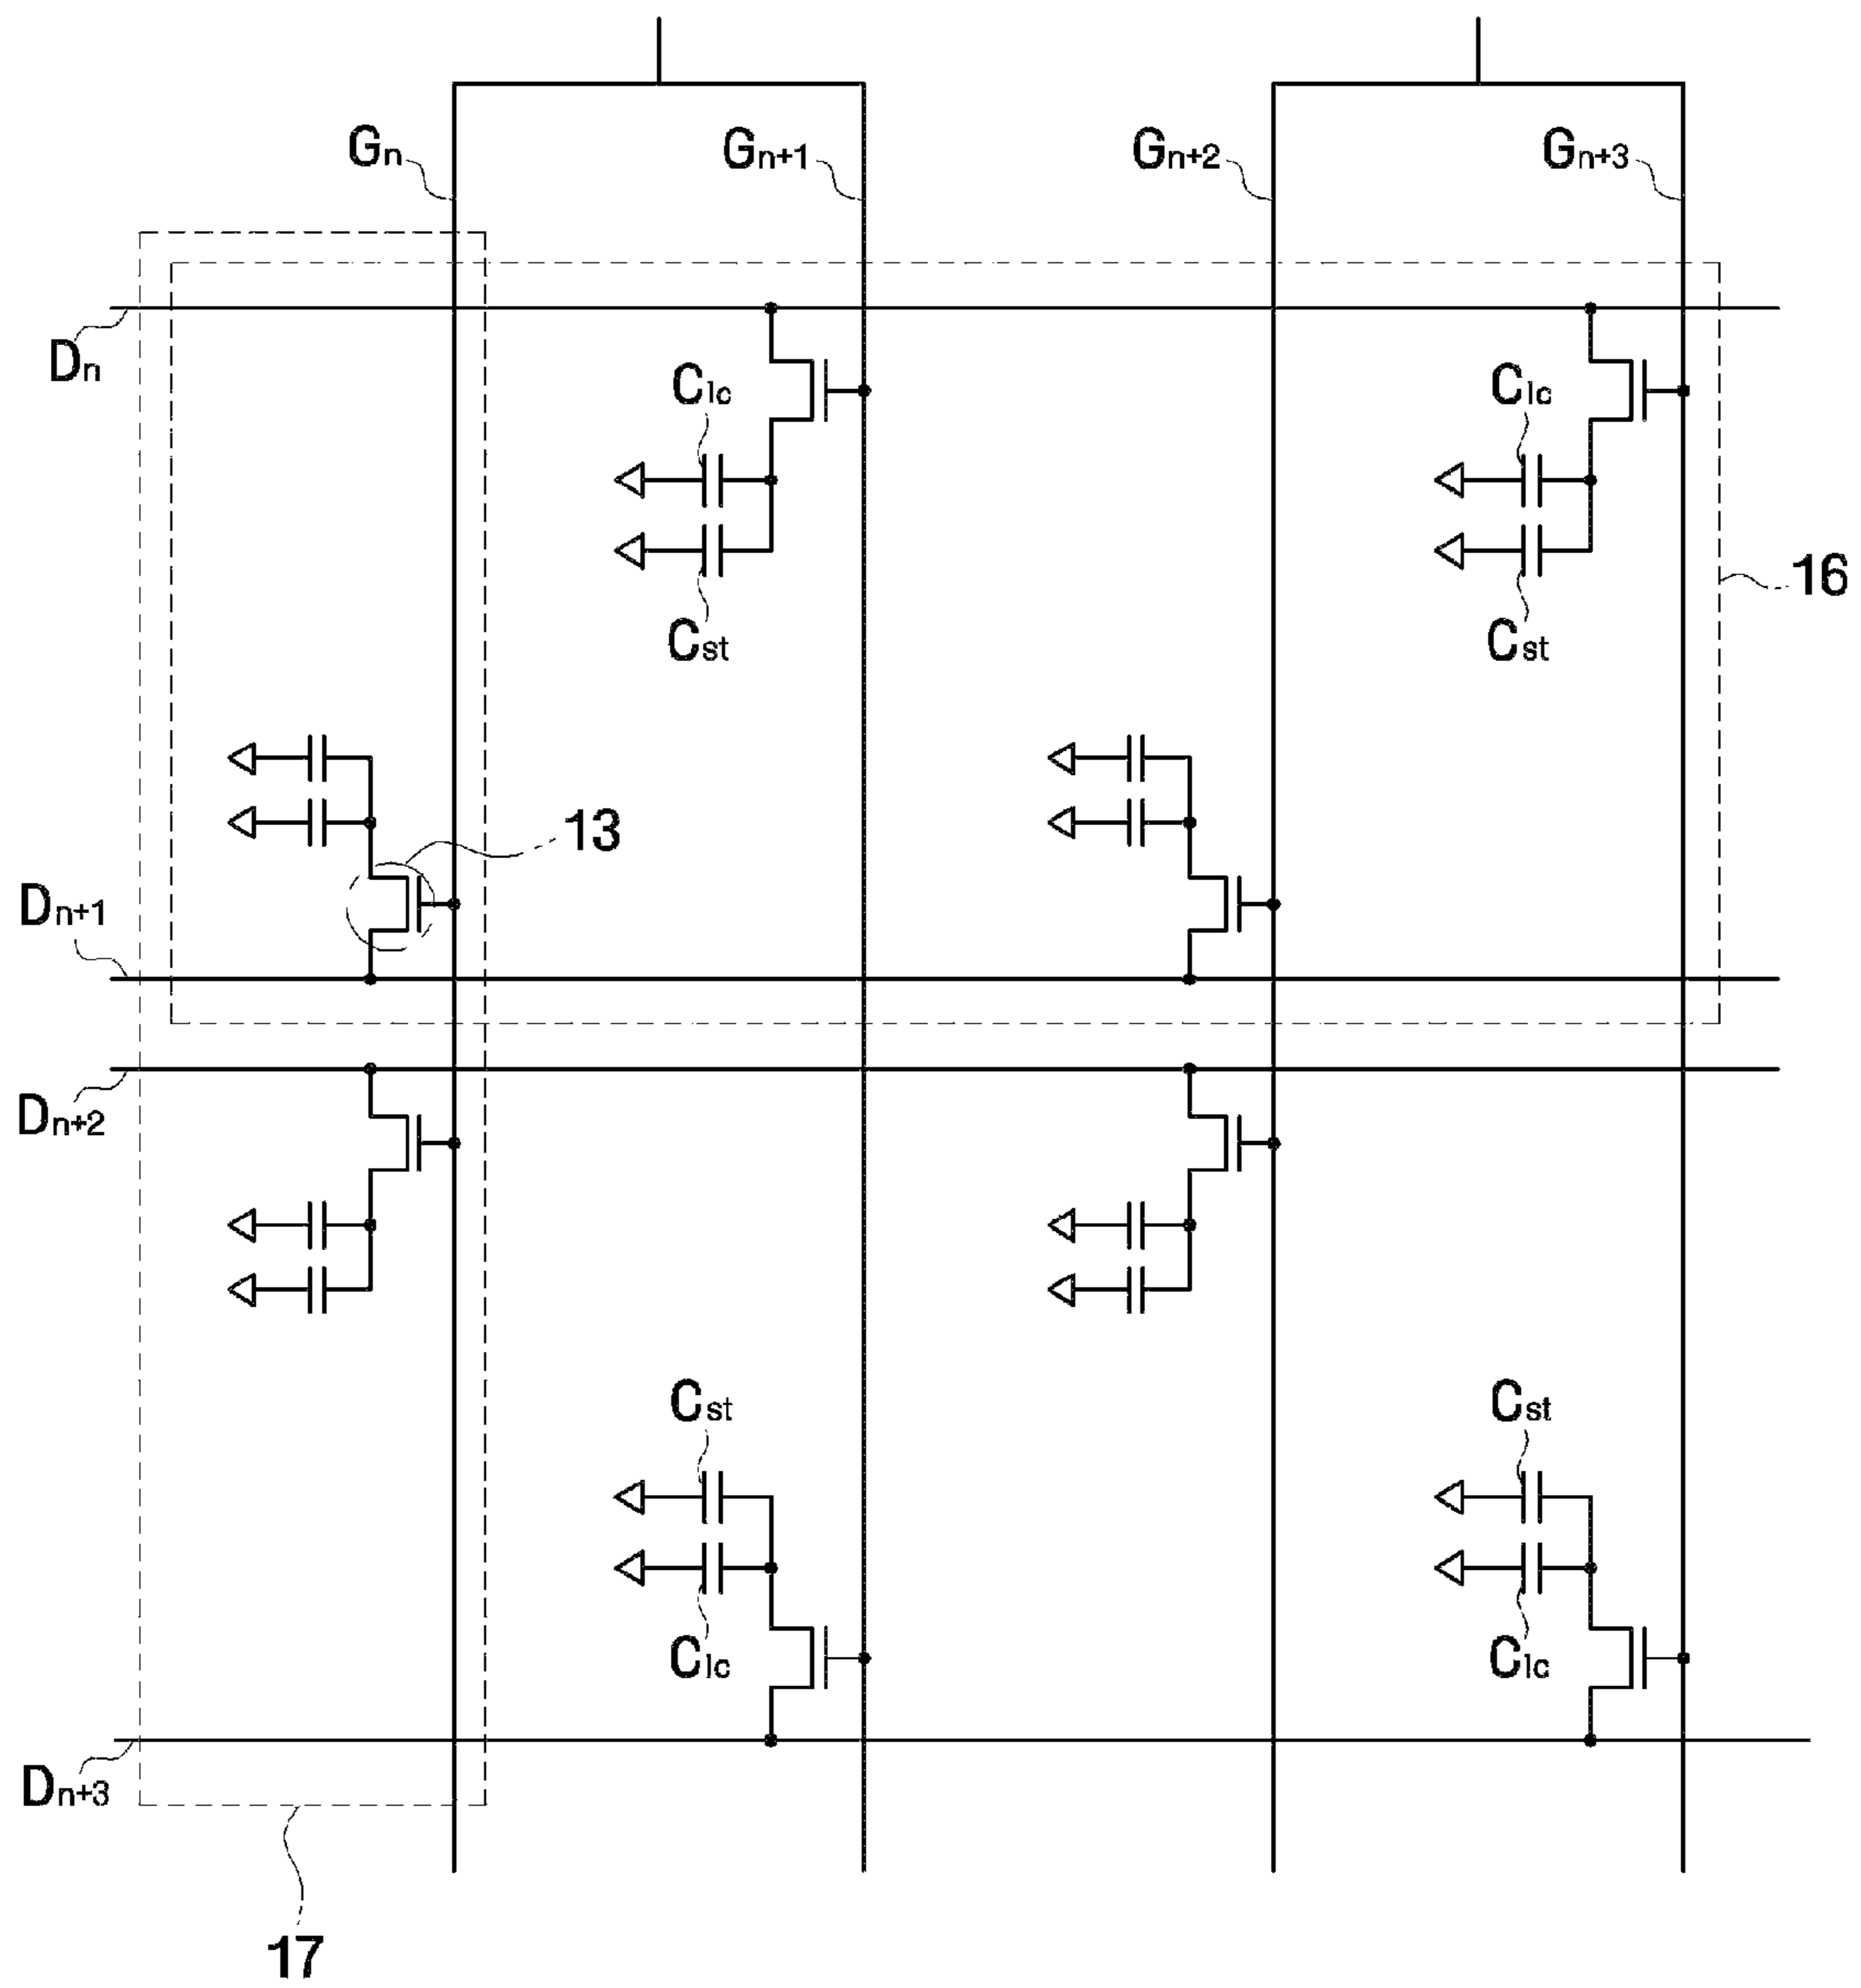 Gn
Gn+1
Gn+2
Gn+3
Dn
Clc
Clc
16
Cst
Cst
13
Dn+1
Dn+2
Cst
Cst
Clc
Clc
Dn+3
17